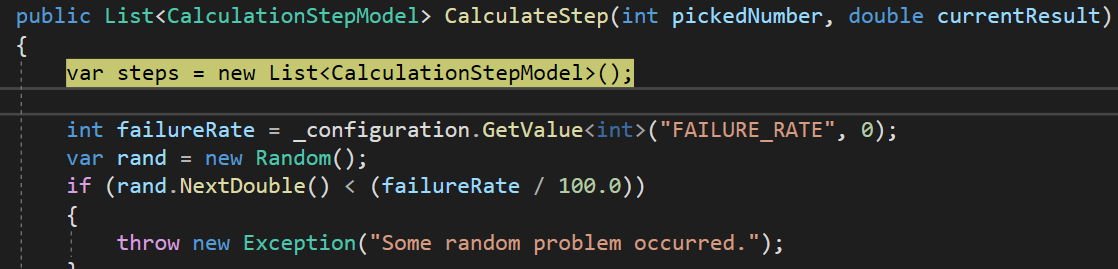 public List<CalculationStepModel> CalculateStep(int pickedNumber, double currentResult)
{
var steps = new List<CalculationStepModel>();
int failureRate = _configuration.GetValue<int>("FAILURE_RATE", 0);
var rand = new Random();
if (rand.NextDouble() < (failureRate / 100.0))
{
throw new Exception("Some random problem occurred.");
}